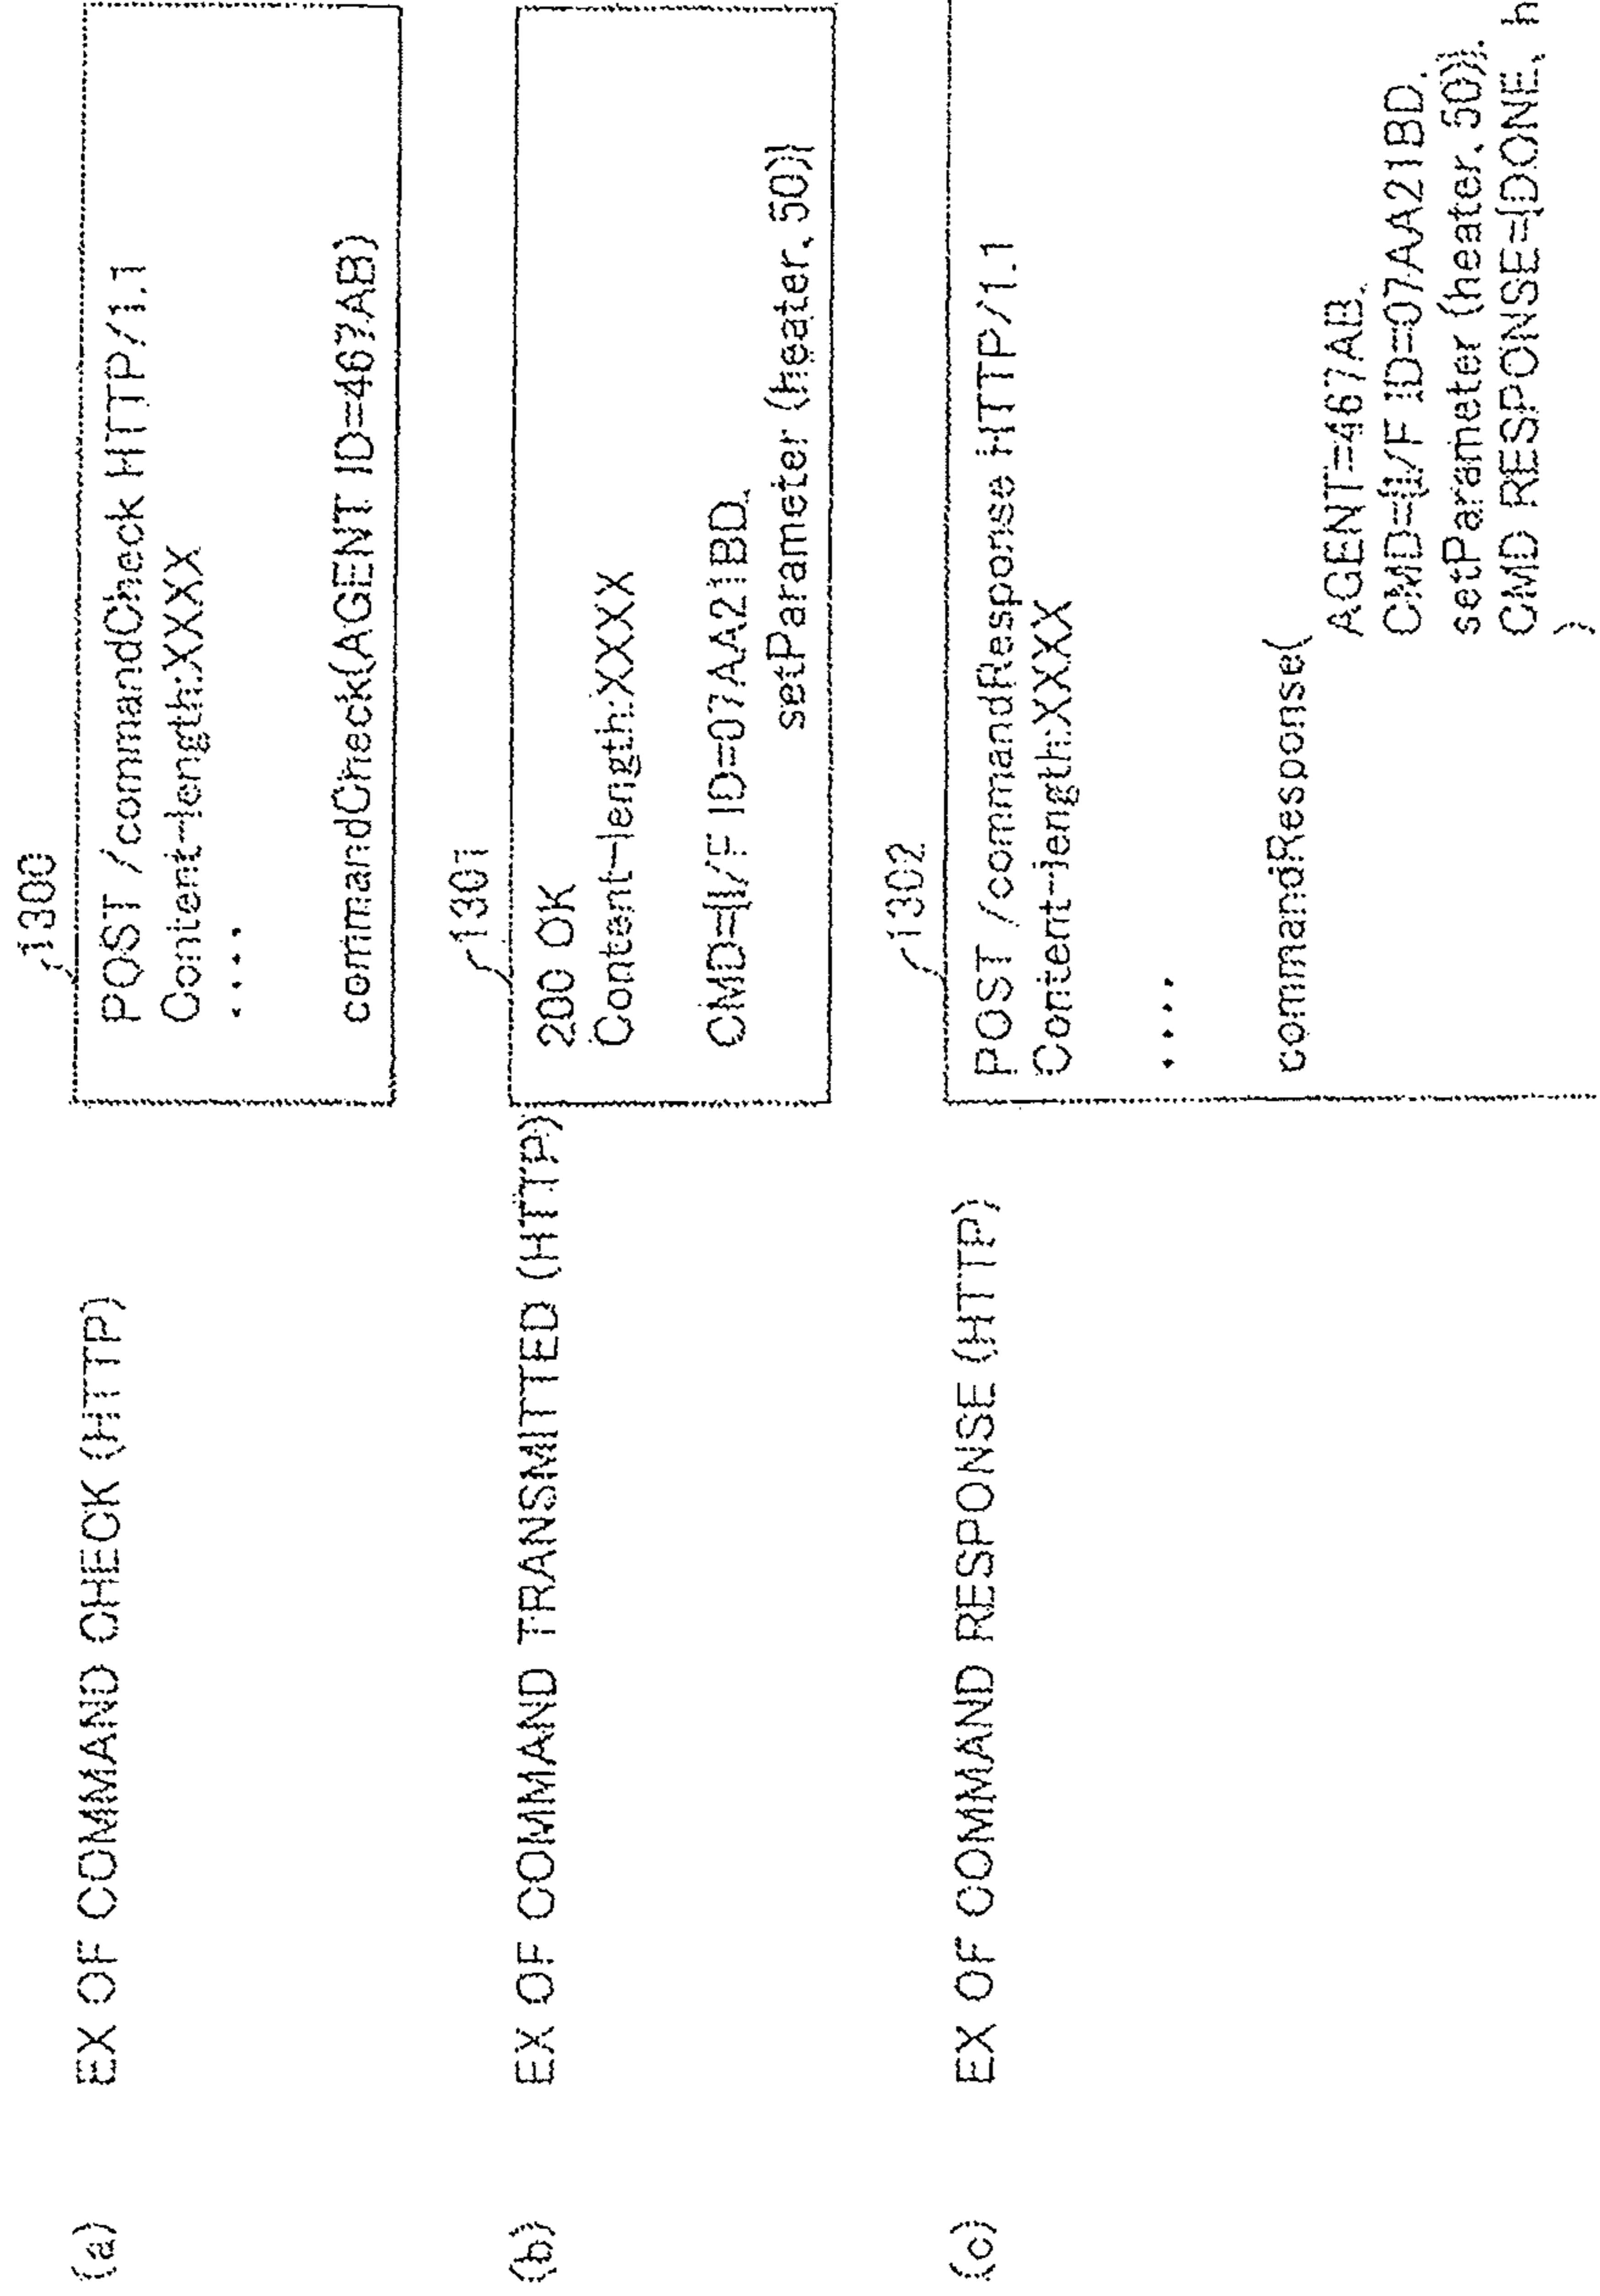 (a) EX OF COMMAND CHECK (HTTP)
1300
POST /commandCheck HTTP/1.1
Content-length:XXXX
....
commandCheck(AGENT ID=467AB)
(b) EX OF COMMAND TRANSMITTED (HTTP)
1301
200 OK
Content-length:XXXX
CMD={I/F ID=07AA21BD,
setParameter (heater, 50)}
(c) EX OF COMMAND RESPONSE (HTTP)
1302
POST /commandResponse HTTP/1.1
Content-length:XXXX
....
commandResponse(
AGENT=467AB,
CMD={I/F ID=07AA21BD,
setParameter (heater, 50)},
CMD RESPONSE={DONE, h
)